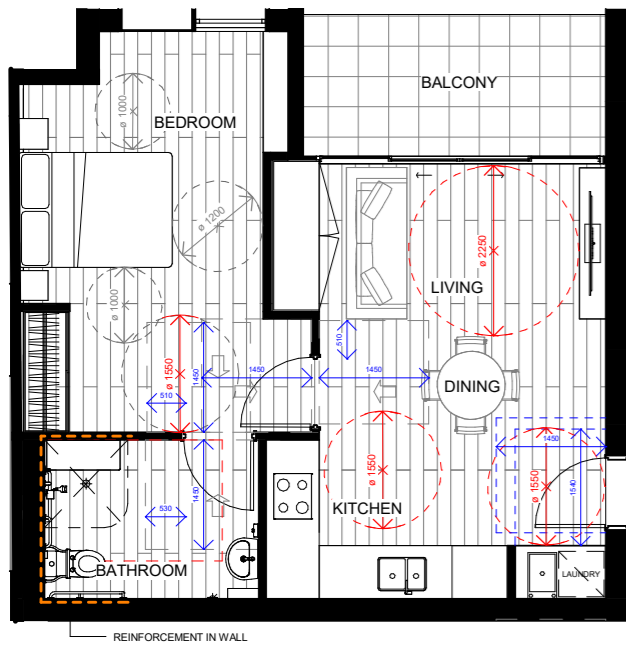 BALCONY
ø 1000
BEDROOM
ø 1200
ø 2250
LIVING
ø 1000
ø 1550
1450
510
1450
1450
510
DINING
1450
530
ø 1550
KITCHEN
1450
ø 1550
1540
BATHROOM
LAUNDRY
REINFORCEMENT IN WALL